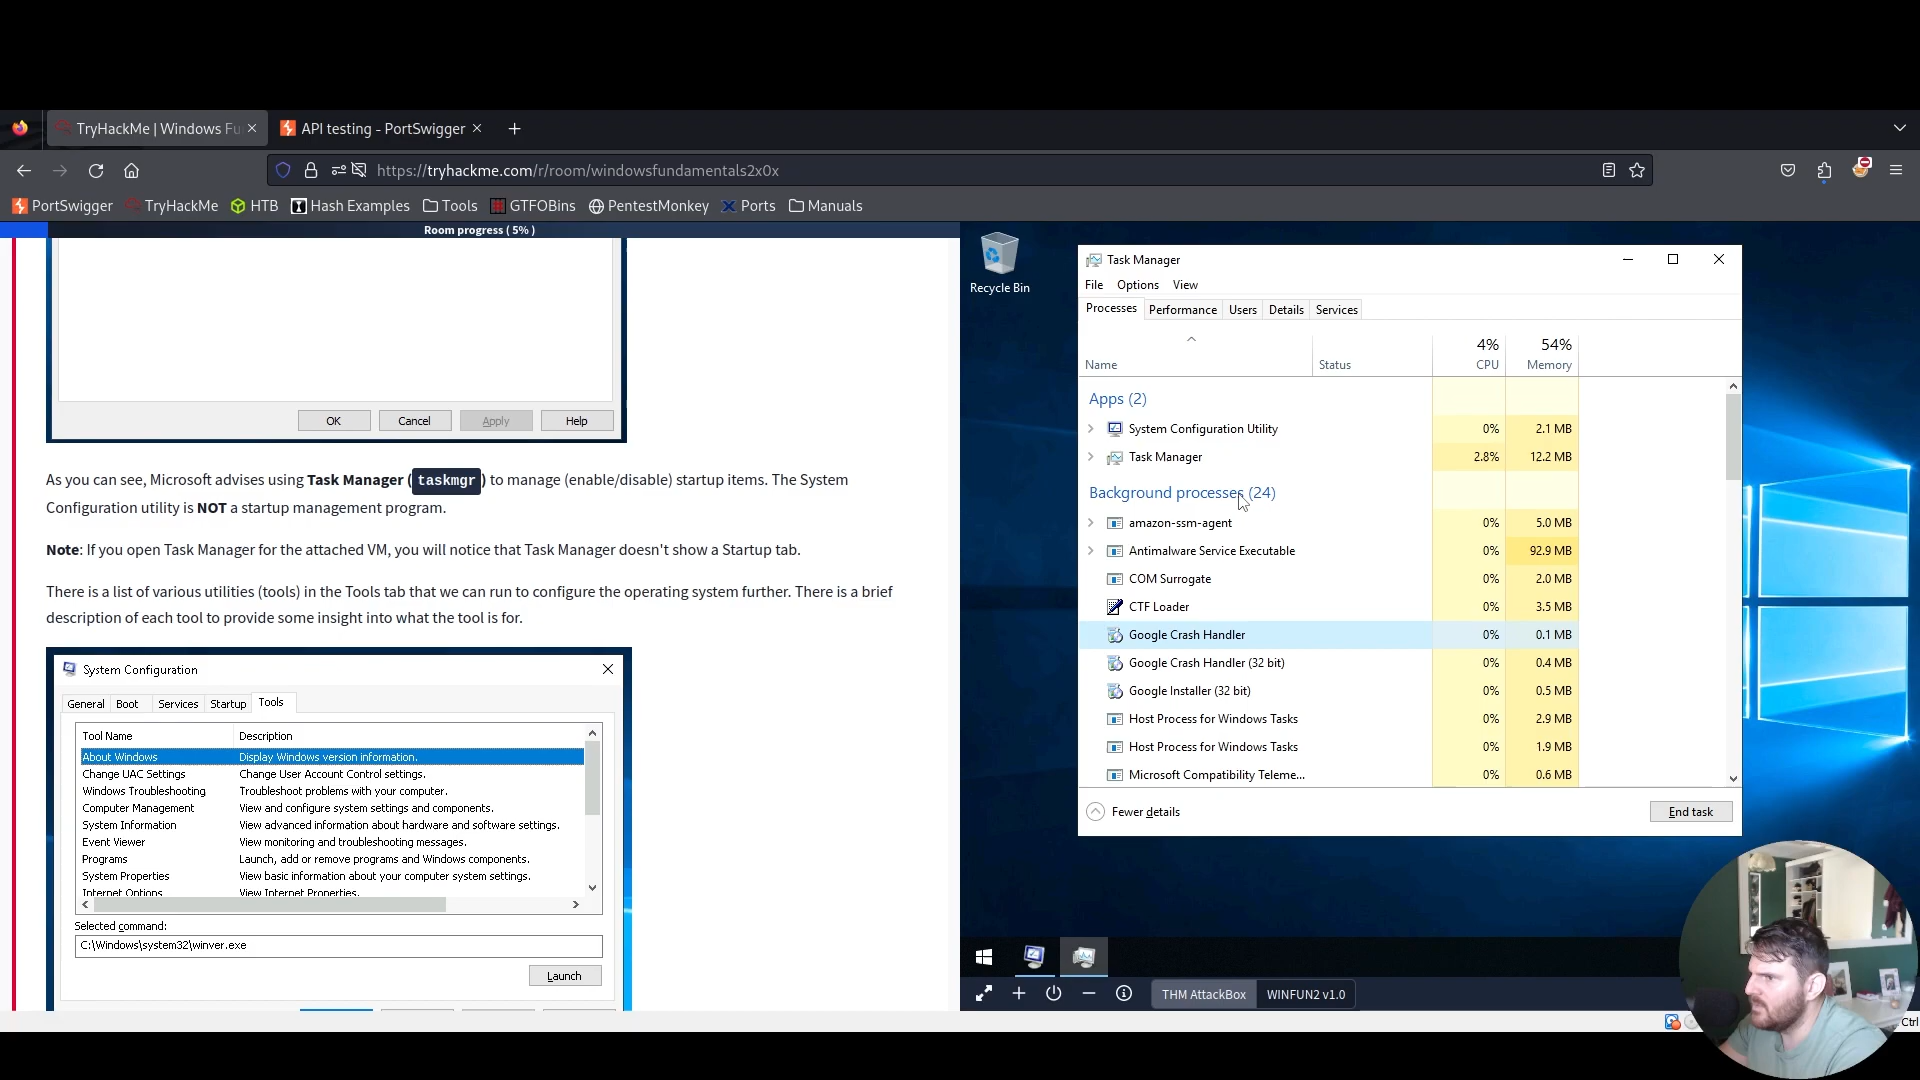 TryHackMe | Windows Fu
API testing - PortSwigger
https://tryhackme.com/r/room/windowsfundamentals2x0x
PortSwigger TryHackMe HTB Hash Examples Tools GTFOBins PentestMonkey Ports Manuals
Room progress ( 5% )
OK Cancel Apply Help
As you can see, Microsoft advises using Task Manager (taskmgr) to manage (enable/disable) startup items. The System
Configuration utility is NOT a startup management program.
Note: If you open Task Manager for the attached VM, you will notice that Task Manager doesn't show a Startup tab.
There is a list of various utilities (tools) in the Tools tab that we can run to configure the operating system further. There is a brief
description of each tool to provide some insight into what the tool is for.
System Configuration
General Boot Services Startup Tools
Tool Name Description
About Windows Display Windows version information.
Change UAC Settings Change User Account Control settings.
Windows Troubleshooting Troubleshoot problems with your computer.
Computer Management View and configure system settings and components.
System Information View advanced information about hardware and software settings.
Event Viewer View monitoring and troubleshooting messages.
Programs Launch, add or remove programs and Windows components.
System Properties View basic information about your computer system settings.
Internet Options View Internet Properties.
Selected command:
C:\Windows\system32\winver.exe
Launch
Recycle Bin
Task Manager
File Options View
Processes Performance Users Details Services
4% 54%
Name Status CPU Memory
Apps (2)
System Configuration Utility 0% 2.1 MB
Task Manager 2.8% 12.2 MB
Background processes (24)
amazon-ssm-agent 0% 5.0 MB
Antimalware Service Executable 0% 92.9 MB
COM Surrogate 0% 2.0 MB
CTF Loader 0% 3.5 MB
Google Crash Handler 0% 0.1 MB
Google Crash Handler (32 bit) 0% 0.4 MB
Google Installer (32 bit) 0% 0.5 MB
Host Process for Windows Tasks 0% 2.9 MB
Host Process for Windows Tasks 0% 1.9 MB
Microsoft Compatibility Teleme... 0% 0.6 MB
Fewer details End task
THM AttackBox WINFUN2 v1.0
Ctrl